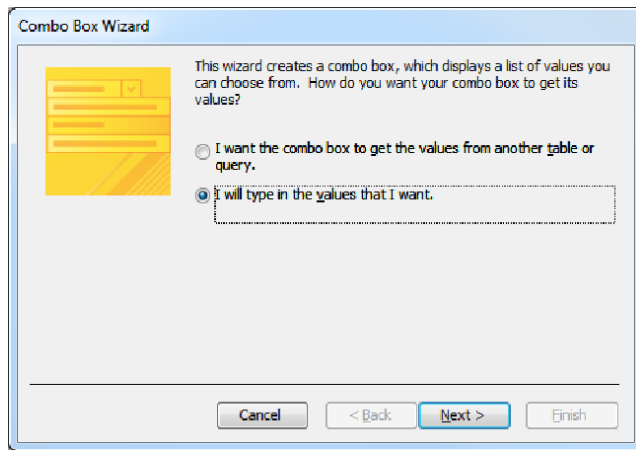 Combo Box Wizard
This wizard creates a combo box, which displays a list of values you
can choose from. How do you want your combo box to get its
values?
I want the combo box to get the values from another table or
query.
I will type in the values that I want.
Cancel
< Back
Next >
Finish